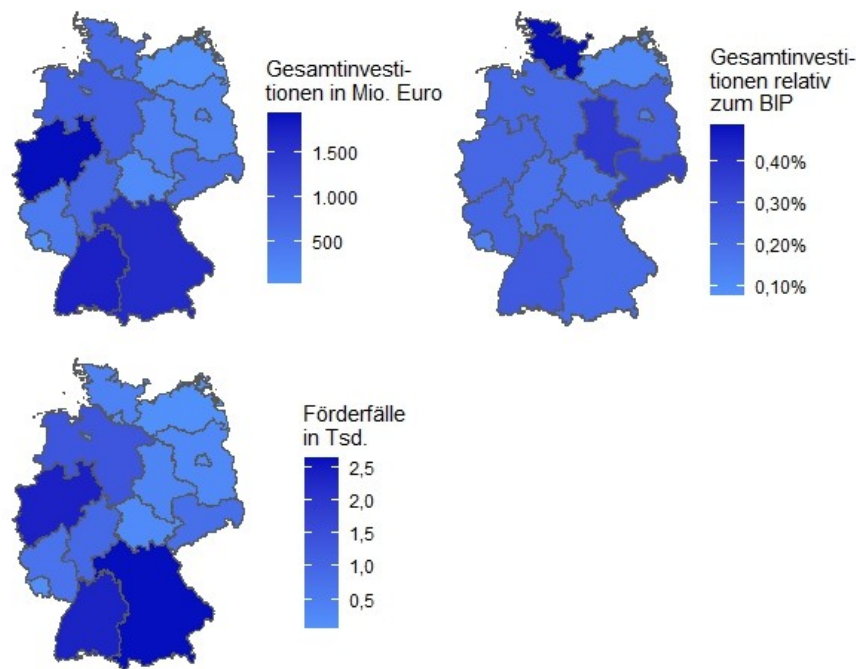 Gesamtinvesti-
tionen in Mio. Euro
1.500
1.000
500
Gesamtinvesti-
tionen relativ
zum BIP
0,40%
0,30%
0,20%
0,10%
Förderfälle
in Tsd.
2,5
2,0
1,5
1,0
0,5